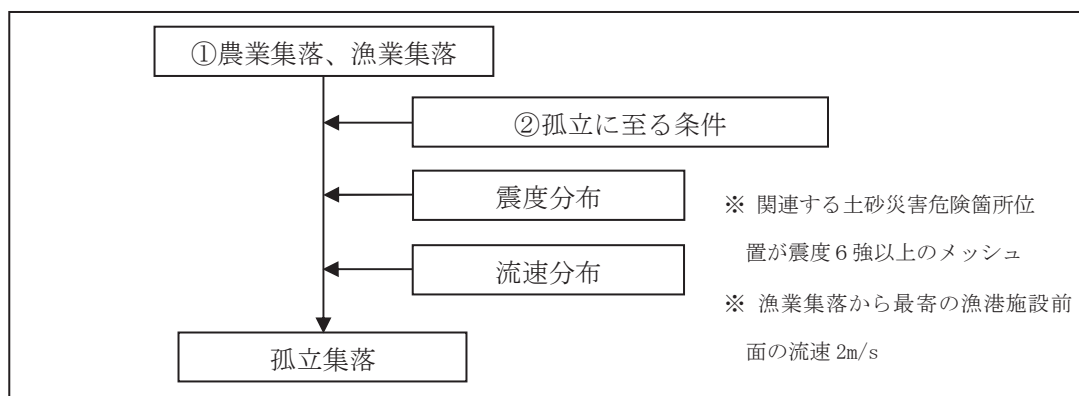 ①農業集落、漁業集落
②孤立に至る条件
震度分布
流速分布
孤立集落
※ 関連する土砂災害危険箇所位
置が震度６強以上のメッシュ
※ 漁業集落から最寄の漁港施設前
面の流速 2m/s